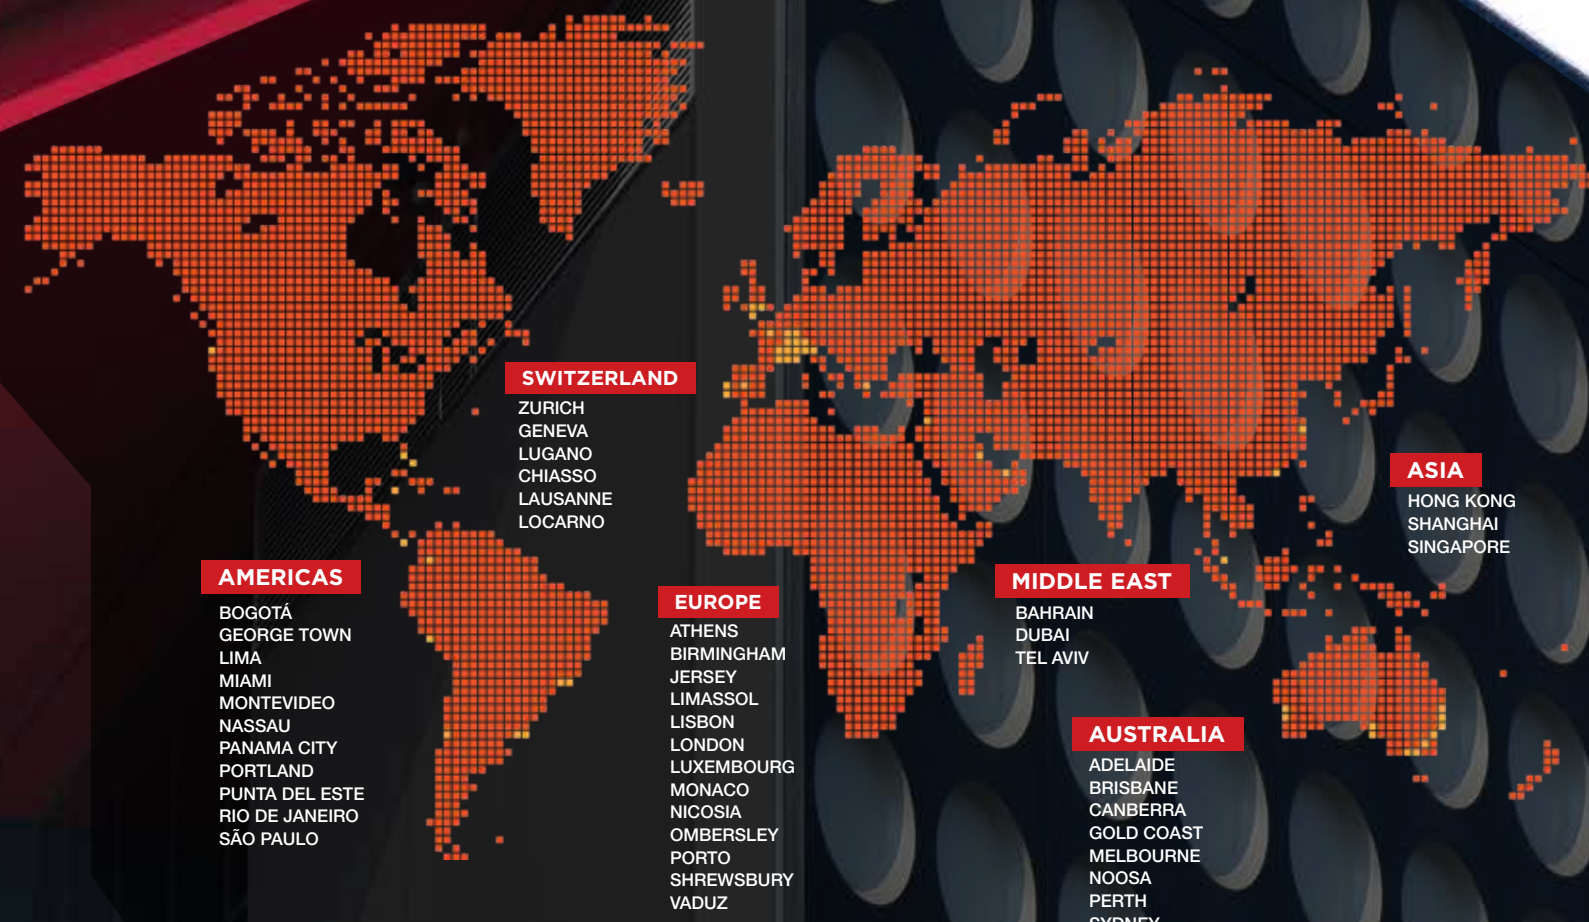 SWITZERLAND
ZURICH
GENEVA
LUGANO
CHIASSO
LAUSANNE
LOCARNO
ASIA
HONG KONG
SHANGHAI
SINGAPORE
AMERICAS
BOGOTÁ
GEORGE TOWN
LIMA
MIAMI
MONTEVIDEO
NASSAU
PANAMA CITY
PORTLAND
PUNTA DEL ESTE
RIO DE JANEIRO
SÃO PAULO
EUROPE
ATHENS
BIRMINGHAM
JERSEY
LIMASSOL
LISBON
LONDON
LUXEMBOURG
MONACO
NICOSIA
OMBERSLEY
PORTO
SHREWSBURY
VADUZ
MIDDLE EAST
BAHRAIN
DUBAI
TEL AVIV
AUSTRALIA
ADELAIDE
BRISBANE
CANBERRA
GOLD COAST
MELBOURNE
NOOSA
PERTH
SYDNEY